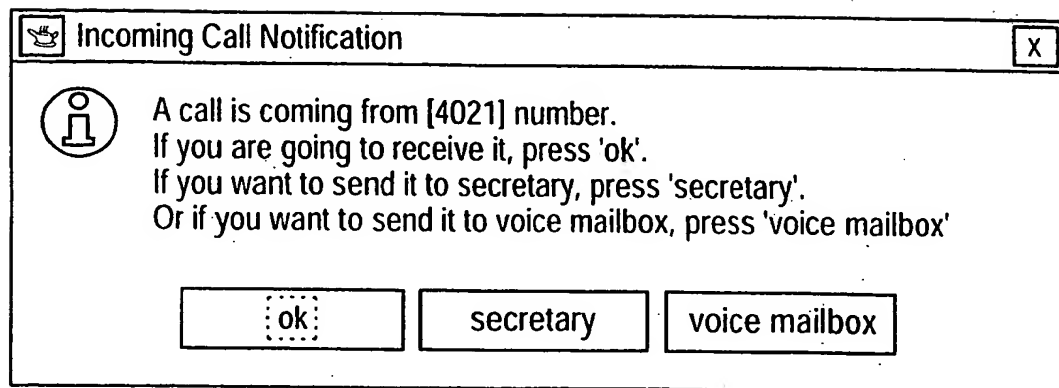 Incoming Call Notification
X
A call is coming from [4021] number.
If you are going to receive it, press 'ok'.
If you want to send it to secretary, press 'secretary'.
Or if you want to send it to voice mailbox, press 'voice mailbox'
ok secretary voice mailbox